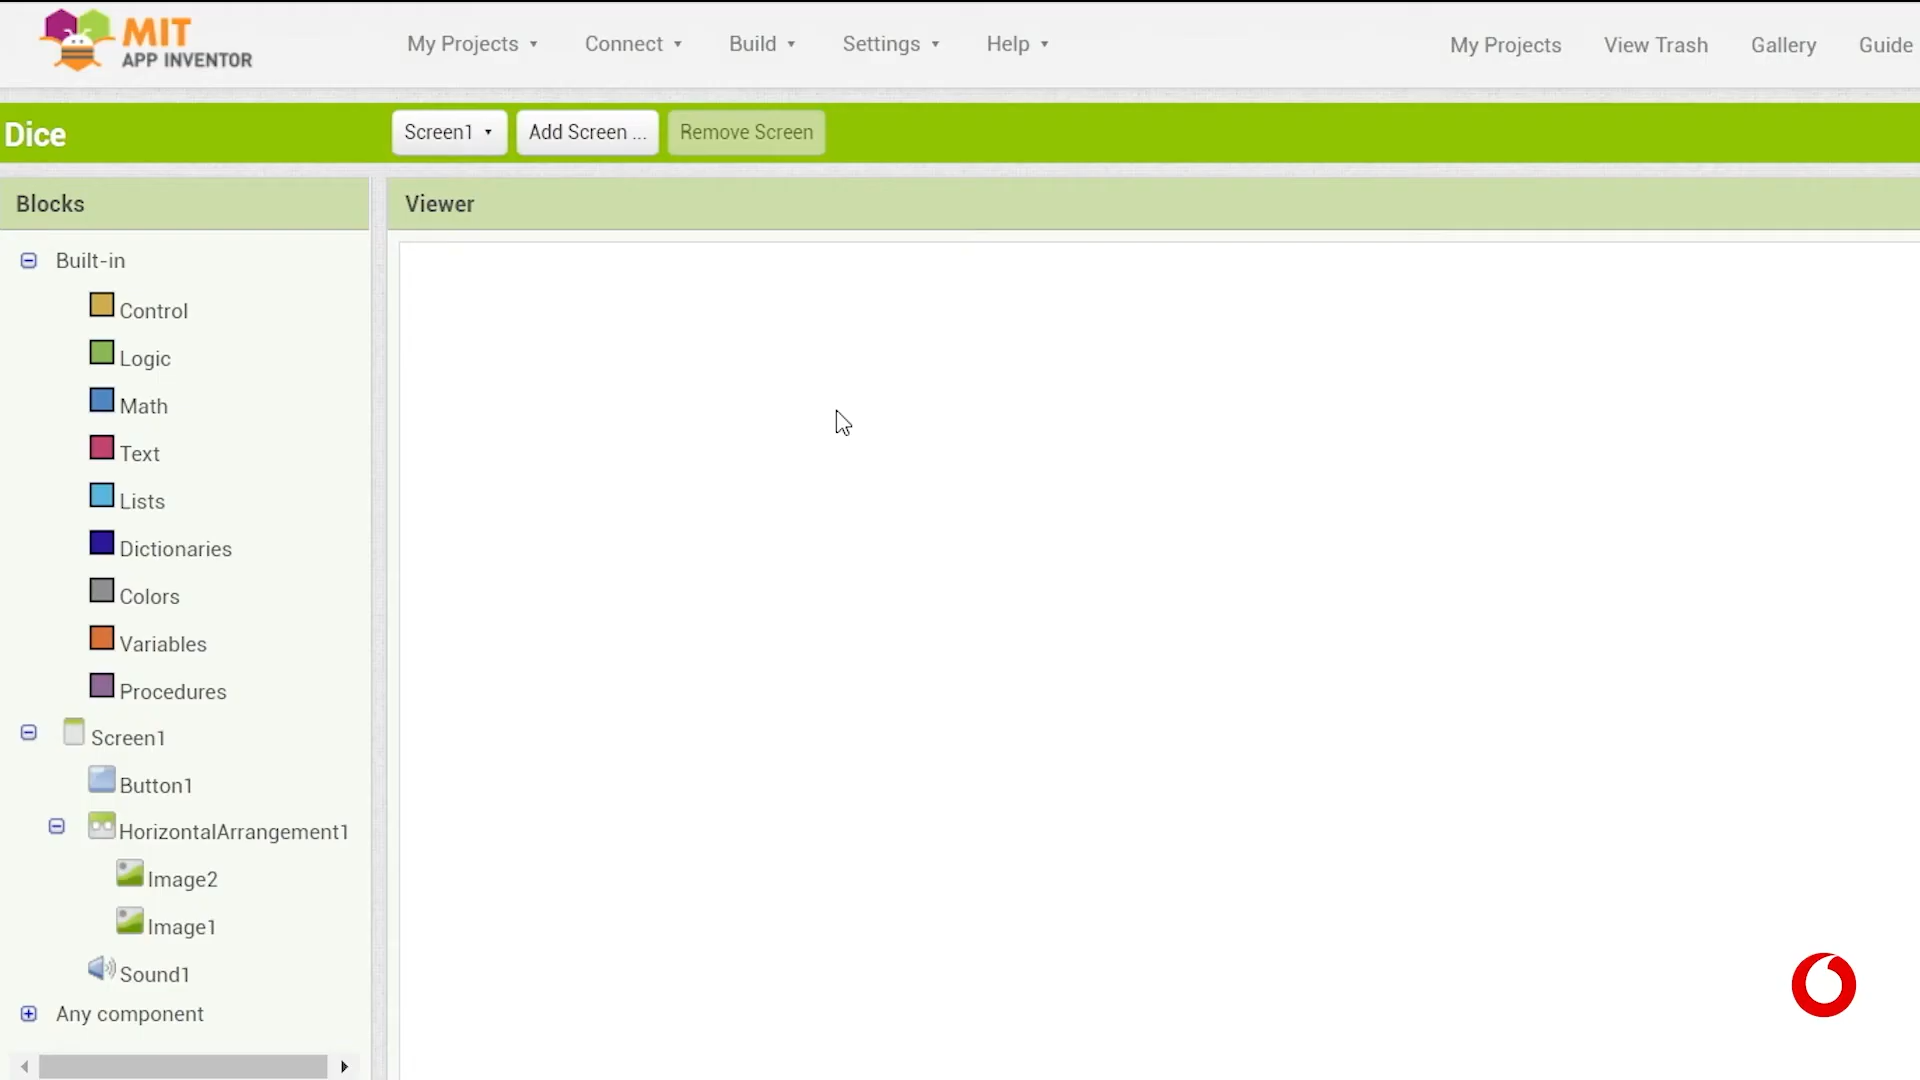 MIT
APP INVENTOR
My Projects
Connect
Build
Settings
Help
My Projects
View Trash
Gallery
Guide
Dice
Screen1
Add Screen ...
Remove Screen
Blocks
Viewer
Built-in
Control
Logic
Math
Text
Lists
Dictionaries
Colors
Variables
Procedures
Screen1
Button1
HorizontalArrangement1
Image2
Image1
Sound1
Any component